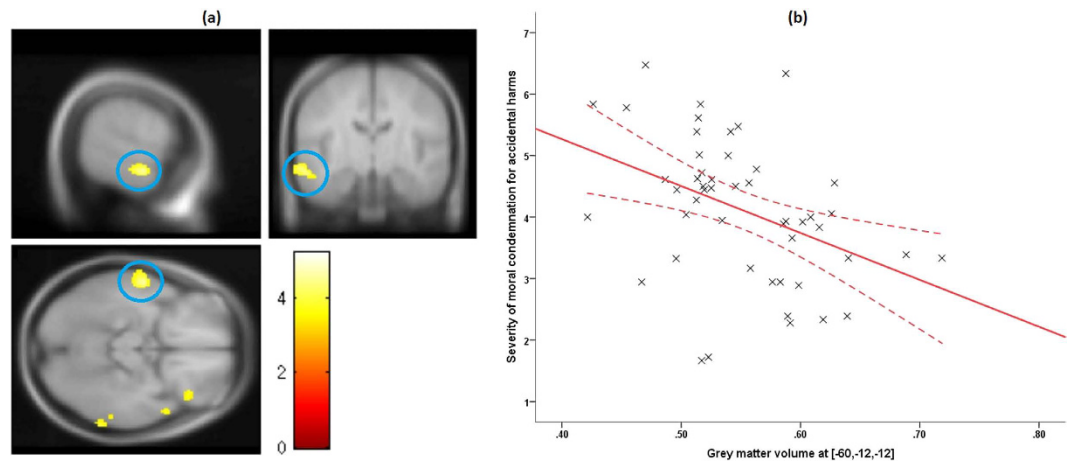 (a)
4
2
0
(b)
Severity of moral condemnation for accidental harms
7
6
5
4
3
2
1
.40 .50 .60 .70 .80
Grey matter volume at [-60,-12,-12]